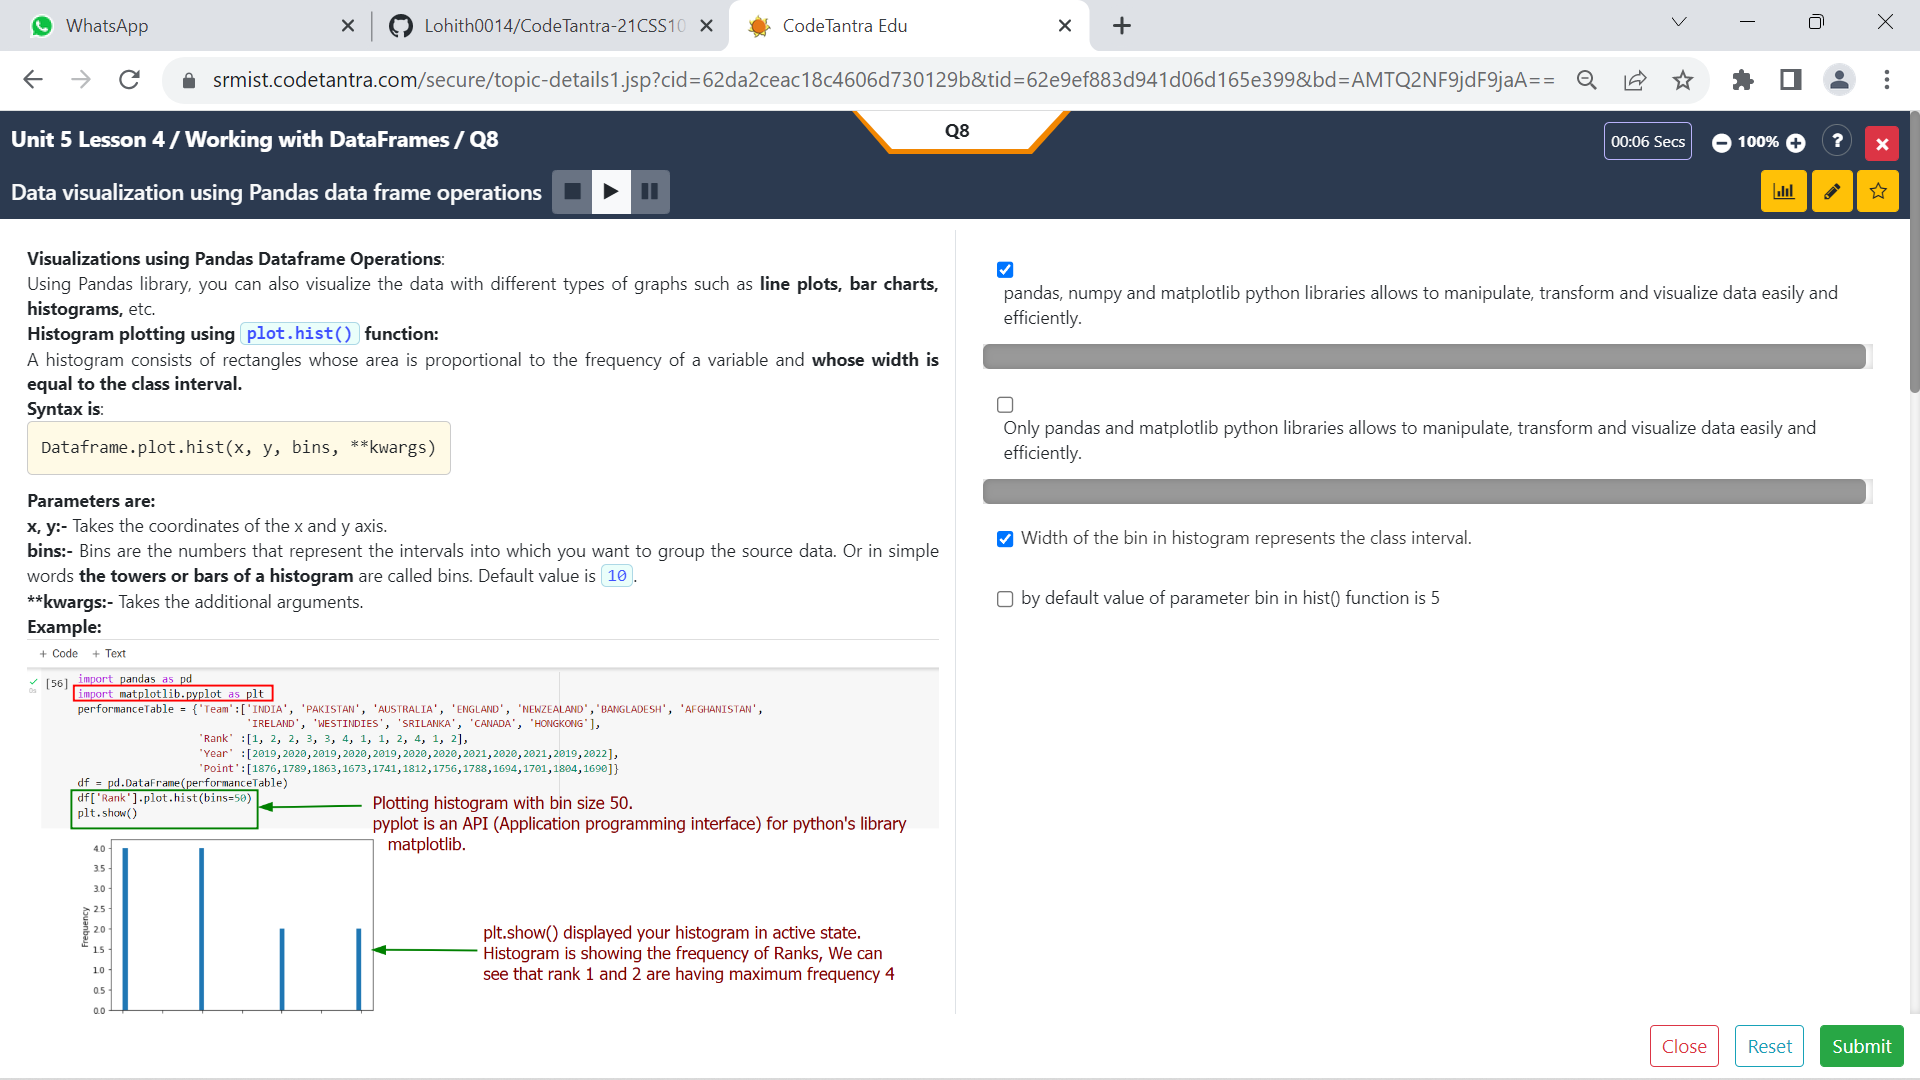 WhatsApp
Lohith0014/CodeTantra-21CSS10
CodeTantra Edu
srmist.codetantra.com/secure/topic-details1.jsp?cid=62da2ceac18c4606d730129b&tid=62e9ef883d941d06d165e399&bd=AMTQ2NF9jdF9jaA==
Unit 5 Lesson 4 / Working with DataFrames / Q8
Q8
00:06 Secs
100%
?
Data visualization using Pandas data frame operations
Visualizations using Pandas Dataframe Operations:
Using Pandas library, you can also visualize the data with different types of graphs such as line plots, bar charts,
histograms, etc.
Histogram plotting using plot.hist() function:
A histogram consists of rectangles whose area is proportional to the frequency of a variable and whose width is
equal to the class interval.
Syntax is:
Dataframe.plot.hist(x, y, bins, **kwargs)
Parameters are:
x, y:- Takes the coordinates of the x and y axis.
bins:- Bins are the numbers that represent the intervals into which you want to group the source data. Or in simple
words the towers or bars of a histogram are called bins. Default value is 10.
**kwargs:- Takes the additional arguments.
Example:
+ Code + Text
[56] import pandas as pd
import matplotlib.pyplot as plt
performanceTable = {'Team':['INDIA', 'PAKISTAN', 'AUSTRALIA', 'ENGLAND', 'NEWZEALAND','BANGLADESH', 'AFGHANISTAN',
'IRELAND', 'WESTINDIES', 'SRILANKA', 'CANADA', 'HONGKONG'],
'Rank' :[1, 2, 2, 3, 3, 4, 1, 1, 2, 4, 1, 2],
'Year' :[2019,2020,2019,2020,2019,2020,2020,2021,2020,2021,2019,2022],
'Point':[1876,1789,1863,1673,1741,1812,1756,1788,1694,1701,1804,1690]}
df = pd.DataFrame(performanceTable)
df['Rank'].plot.hist(bins=50)
plt.show()
Plotting histogram with bin size 50.
pyplot is an API (Application programming interface) for python's library
matplotlib.
4.0
3.5
3.0
2.5
2.0
1.5
1.0
0.5
0.0
Frequency
plt.show() displayed your histogram in active state.
Histogram is showing the frequency of Ranks, We can
see that rank 1 and 2 are having maximum frequency 4
pandas, numpy and matplotlib python libraries allows to manipulate, transform and visualize data easily and
efficiently.
Only pandas and matplotlib python libraries allows to manipulate, transform and visualize data easily and
efficiently.
Width of the bin in histogram represents the class interval.
by default value of parameter bin in hist() function is 5
Close
Reset
Submit